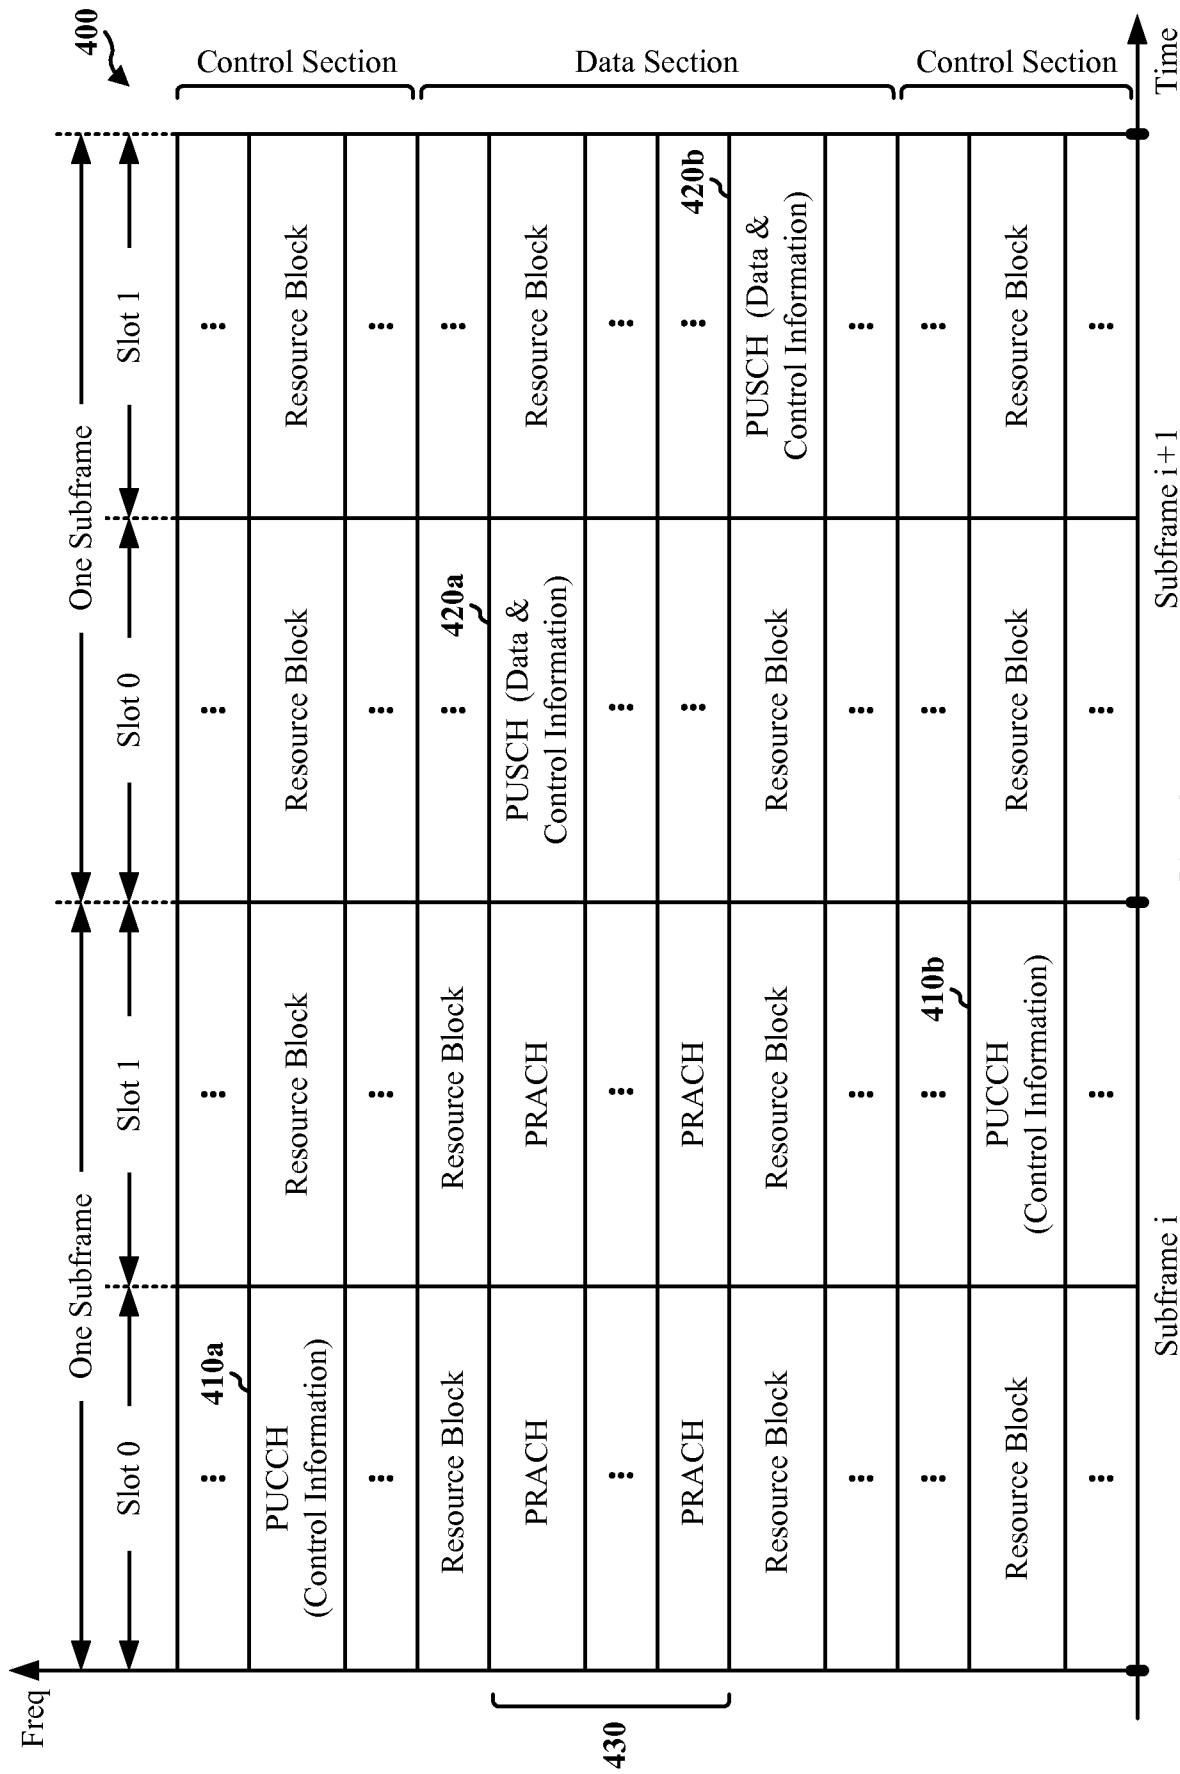 Freq
One Subframe
One Subframe
400
Slot 0
Slot 1
Slot 0
Slot 1
...
410a
...
...
...
PUCCH
(Control Information)
Resource Block
Resource Block
Resource Block
Control Section
...
...
...
...
Resource Block
Resource Block
...
420a
...
PRACH
PRACH
PUSCH (Data &
Control Information)
Resource Block
430
...
...
...
...
Data Section
PRACH
PRACH
...
...
420b
Resource Block
Resource Block
Resource Block
PUSCH (Data &
Control Information)
...
...
...
...
...
...
410b
...
...
Resource Block
PUCCH
(Control Information)
Resource Block
Resource Block
Control Section
...
...
...
...
Subframe i
Subframe i+1
Time